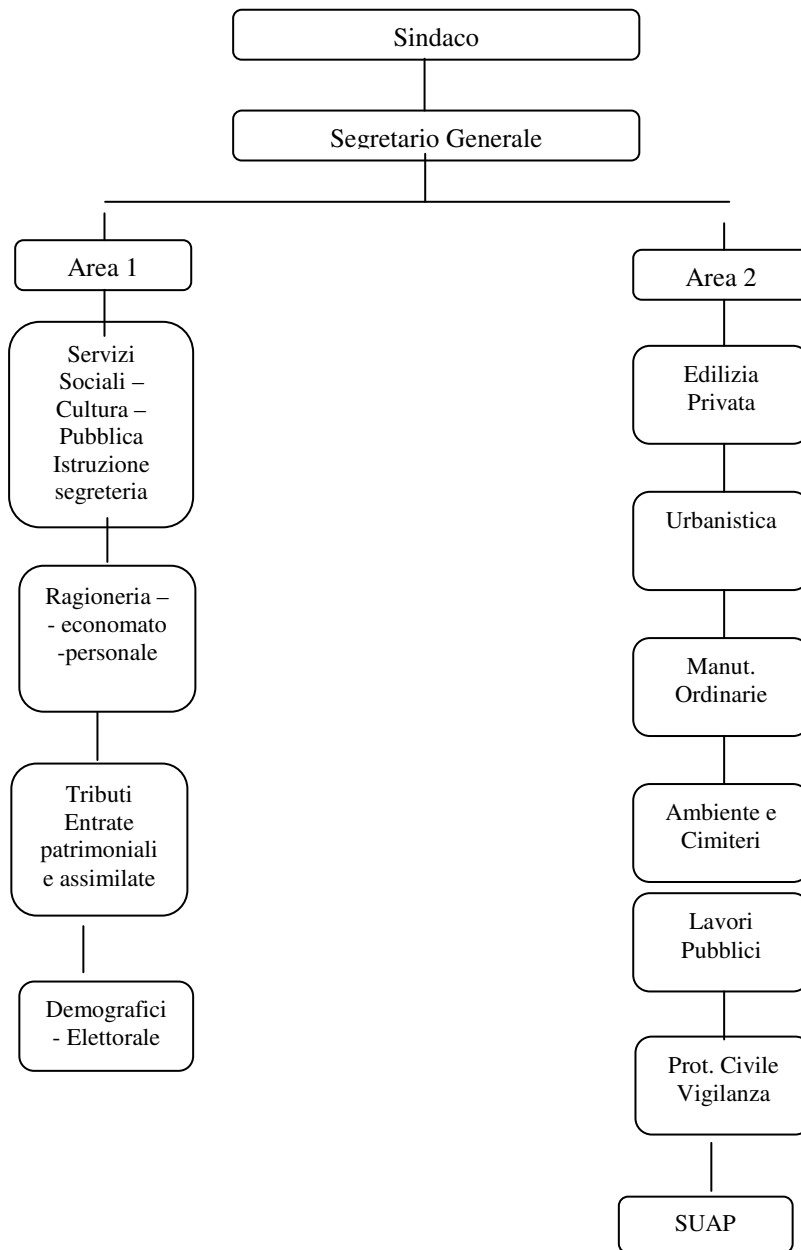 Sindaco
Segretario Generale
Area 1
Servizi
Sociali –
Cultura –
Pubblica
Istruzione
segreteria
Ragioneria –
- economato
-personale
Tributi
Entrate
patrimoniali
e assimilate
Demografici
- Elettorale
Area 2
Edilizia
Privata
Urbanistica
Manut.
Ordinarie
Ambiente e
Cimiteri
Lavori
Pubblici
Prot. Civile
Vigilanza
SUAP